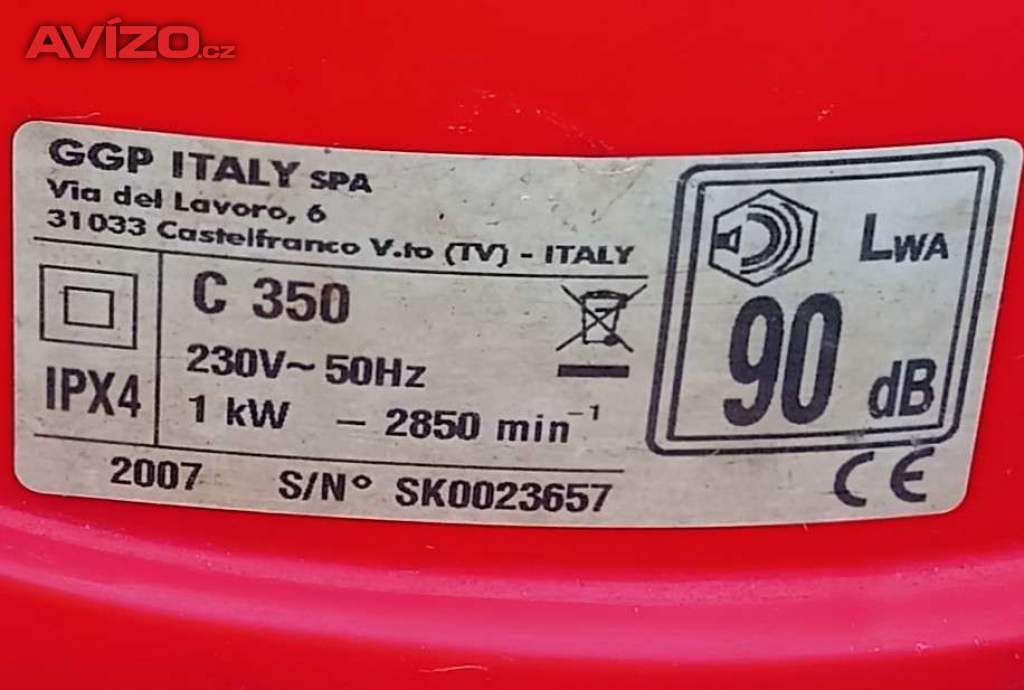 AVÍZO.cz
GGP ITALY SPA
Via del Lavoro, 6
31033 Castelfranco V.to (TV) - ITALY
C 350
230V~ 50Hz
IPX4
1 kW – 2850 min⁻¹
2007 S/N° SK0023657
LWA
90 dB
CE